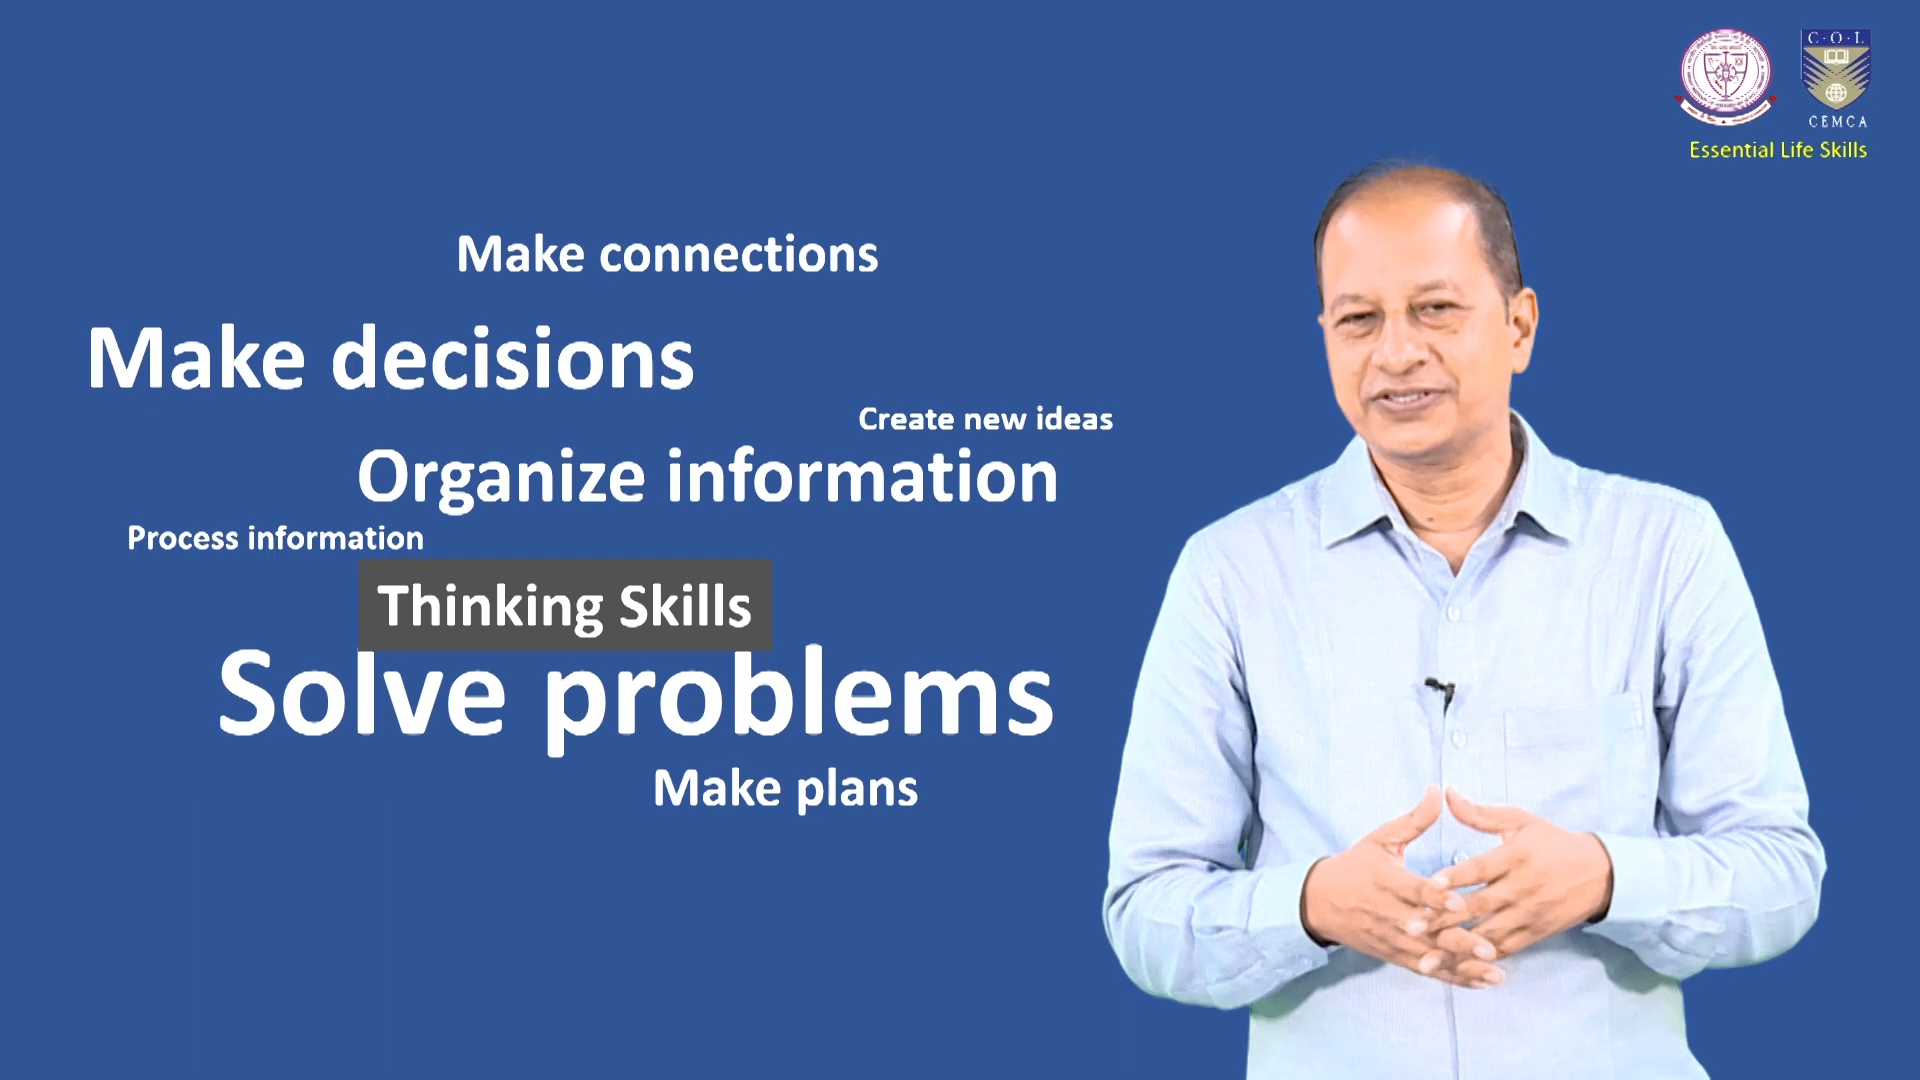 C·O·L
CEMCA
Essential Life Skills
Make connections
Make decisions
Create new ideas
Organize information
Process information
Thinking Skills
Solve problems
Make plans